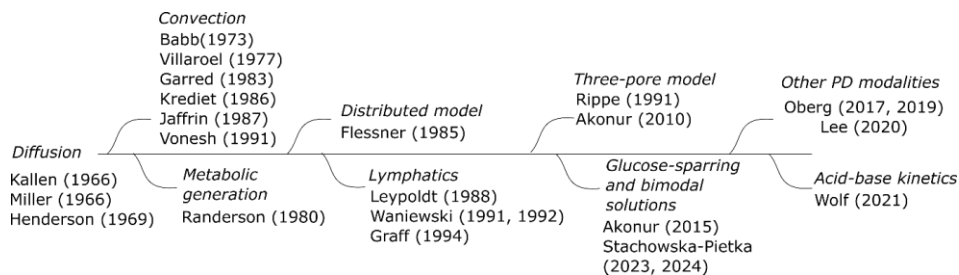 Convection
Babb(1973)
Villaroel (1977)
Garred (1983)
Krediet (1986)
Jaffrin (1987)
Vonesh (1991)
Distributed model
Flessner (1985)
Three-pore model
Rippe (1991)
Akonur (2010)
Other PD modalities
Oberg (2017, 2019)
Lee (2020)
Diffusion
Kallen (1966)
Miller (1966)
Henderson (1969)
Metabolic
generation
Randerson (1980)
Lymphatics
Leypoldt (1988)
Waniewski (1991, 1992)
Graff (1994)
Glucose-sparring
and bimodal
solutions
Akonur (2015)
Stachowska-Pietka
(2023, 2024)
Acid-base kinetics
Wolf (2021)